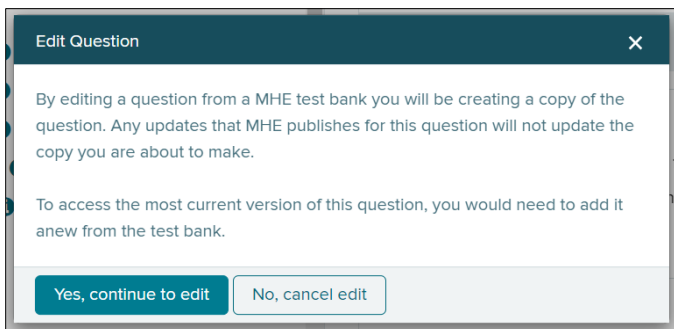 Edit Question
By editing a question from a MHE test bank you will be creating a copy of the
question. Any updates that MHE publishes for this question will not update the
copy you are about to make.
To access the most current version of this question, you would need to add it
anew from the test bank.
Yes, continue to edit
No, cancel edit